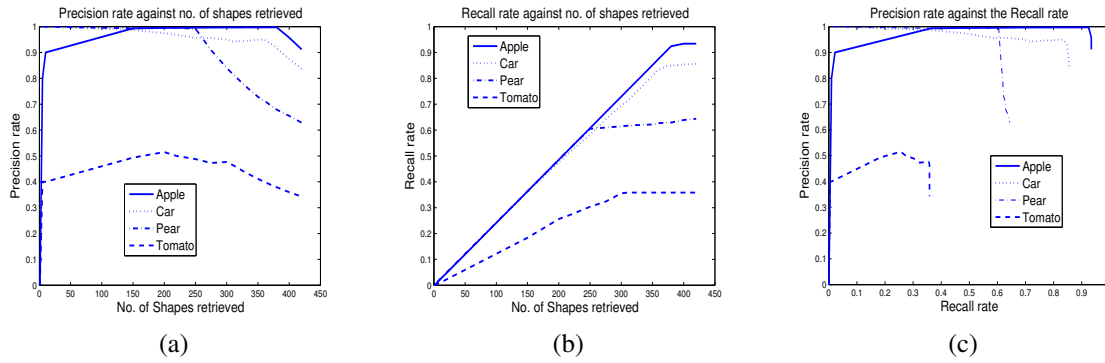 Precision rate against no. of shapes retrieved
Precision rate
1
0.9
0.8
0.7
0.6
0.5
0.4
0.3
0.2
0.1
0
Apple
Car
Pear
Tomato
0 50 100 150 200 250 300 350 400 450
No. of Shapes retrieved
(a)
Recall rate against no. of shapes retrieved
Recall rate
1
0.9
0.8
0.7
0.6
0.5
0.4
0.3
0.2
0.1
0
Apple
Car
Pear
Tomato
0 50 100 150 200 250 300 350 400 450
No. of Shapes retrieved
(b)
Precision rate against the Recall rate
Precision rate
1
0.9
0.8
0.7
0.6
0.5
0.4
0.3
0.2
0.1
0
Apple
Car
Pear
Tomato
0 0.1 0.2 0.3 0.4 0.5 0.6 0.7 0.8 0.9
Recall rate
(c)